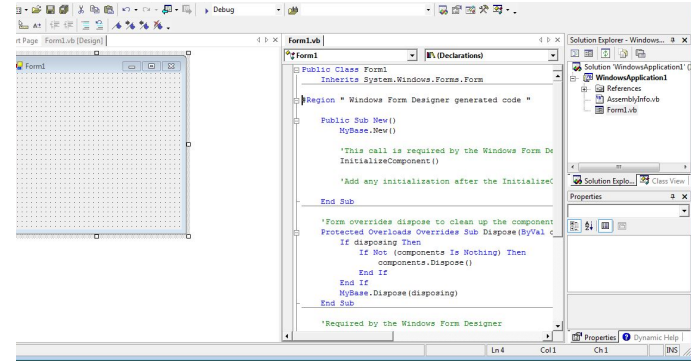 Debug
rt Page Form1.vb [Design]
Form1
Form1.vb
Form1 (Declarations)
Public Class Form1
Inherits System.Windows.Forms.Form
#Region " Windows Form Designer generated code "
Public Sub New()
MyBase.New()
'This call is required by the Windows Form De
InitializeComponent()
'Add any initialization after the InitializeC
End Sub
'Form overrides dispose to clean up the component
Protected Overloads Overrides Sub Dispose(ByVal d
If disposing Then
If Not (components Is Nothing) Then
components.Dispose()
End If
End If
MyBase.Dispose(disposing)
End Sub
'Required by the Windows Form Designer
Solution Explorer - Windows...
Solution 'WindowsApplication1' (
WindowsApplication1
References
AssemblyInfo.vb
Form1.vb
Solution Explo... Class View
Properties
Properties Dynamic Help
Ln 4 Col 1 Ch 1 INS